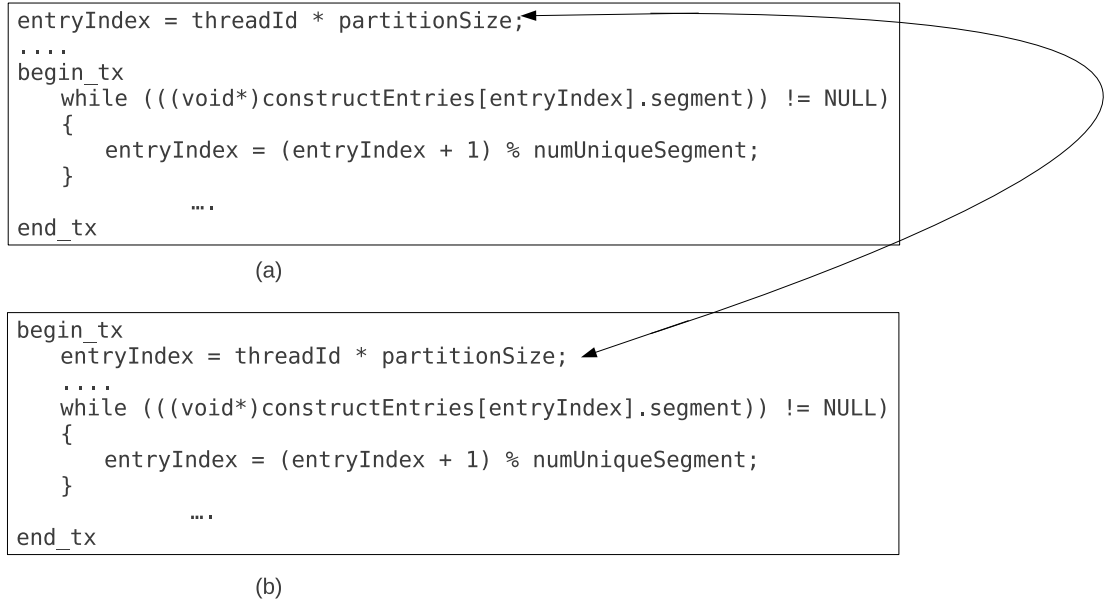 entryIndex = threadId * partitionSize;
....
begin_tx
while (((void*)constructEntries[entryIndex].segment)) != NULL)
{
entryIndex = (entryIndex + 1) % numUniqueSegment;
}
….
end_tx
(a)
begin_tx
entryIndex = threadId * partitionSize;
....
while (((void*)constructEntries[entryIndex].segment)) != NULL)
{
entryIndex = (entryIndex + 1) % numUniqueSegment;
}
….
end_tx
(b)